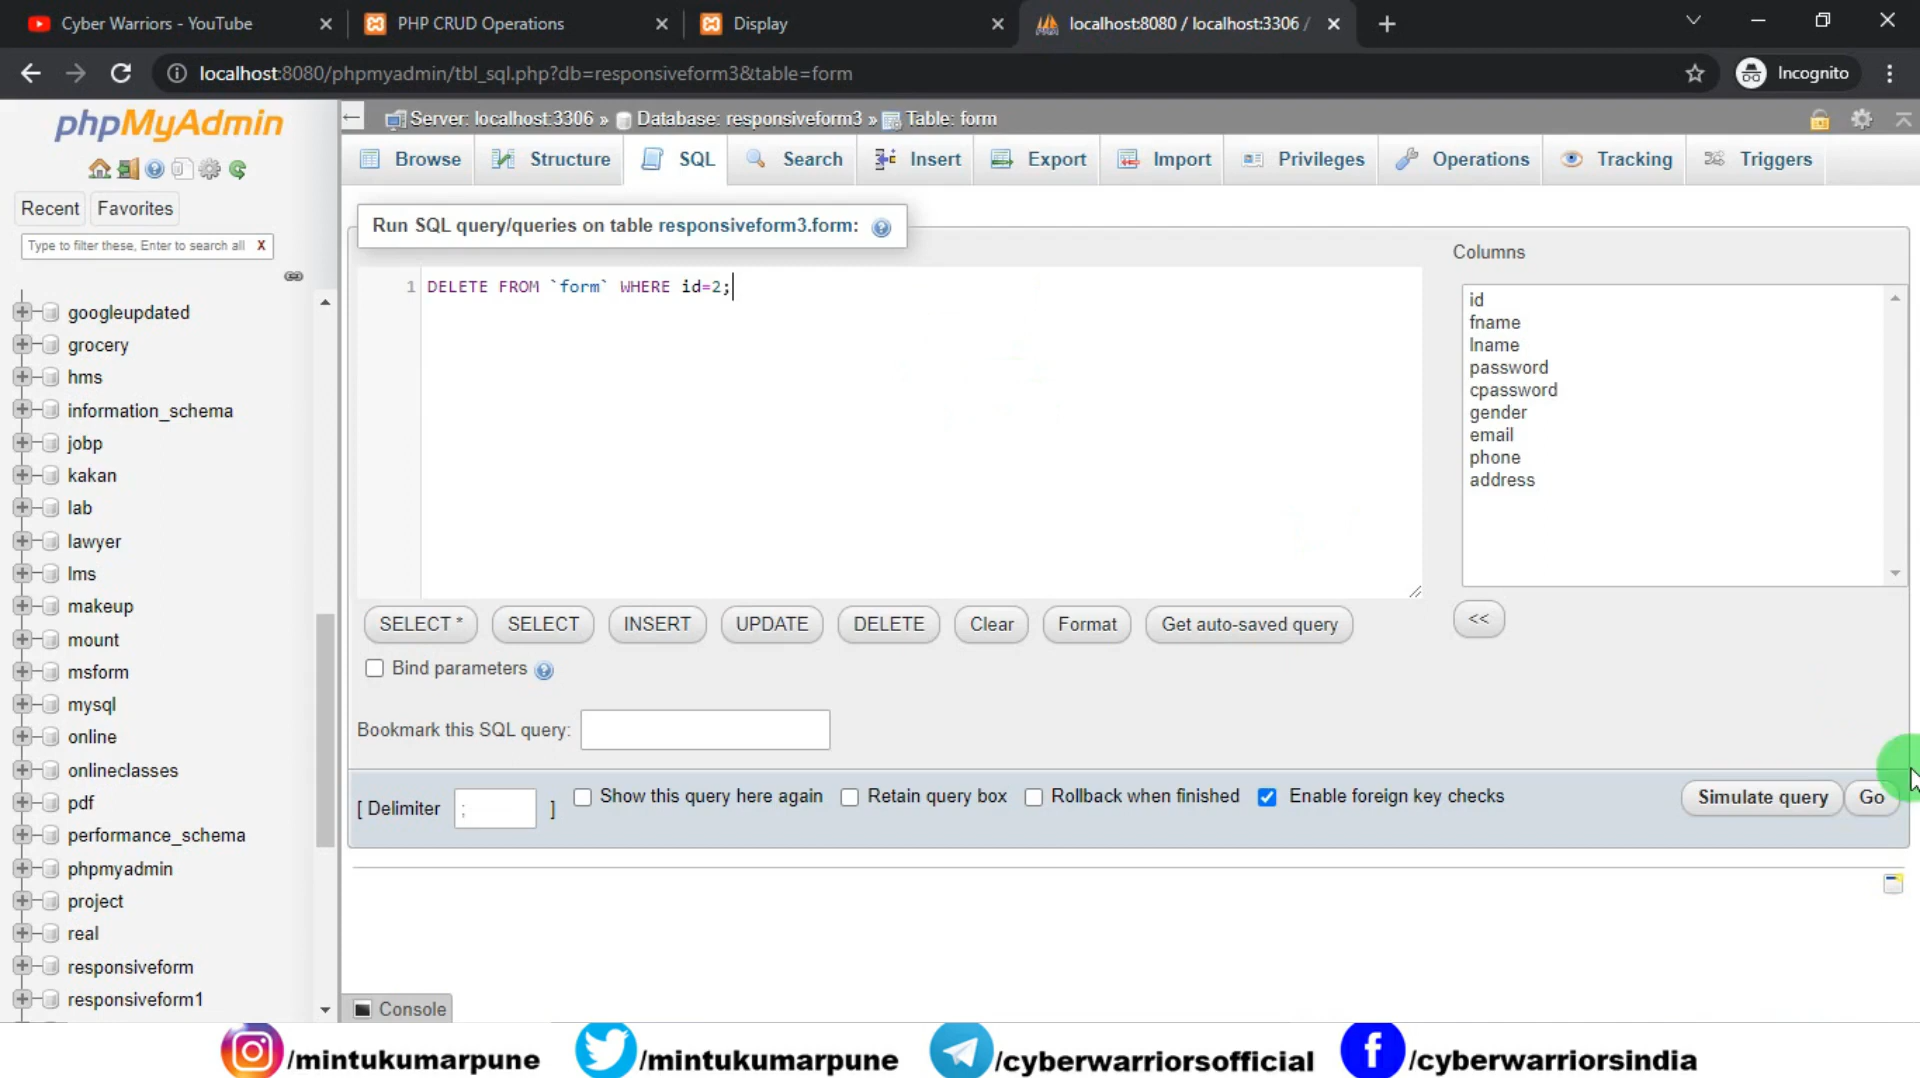 Cyber Warriors - YouTube
PHP CRUD Operations
Display
localhost:8080 / localhost:3306 /
localhost:8080/phpmyadmin/tbl_sql.php?db=responsiveform3&table=form
Incognito
phpMyAdmin
Recent
Favorites
Type to filter these, Enter to search all X
googleupdated
grocery
hms
information_schema
jobp
kakan
lab
lawyer
lms
makeup
mount
msform
mysql
online
onlineclasses
pdf
performance_schema
phpmyadmin
project
real
responsiveform
responsiveform1
Server: localhost:3306 » Database: responsiveform3 » Table: form
Browse
Structure
SQL
Search
Insert
Export
Import
Privileges
Operations
Tracking
Triggers
Run SQL query/queries on table responsiveform3.form:
1 DELETE FROM `form` WHERE id=2;
Columns
id
fname
lname
password
cpassword
gender
email
phone
address
SELECT *
SELECT
INSERT
UPDATE
DELETE
Clear
Format
Get auto-saved query
<<
Bind parameters
Bookmark this SQL query:
[ Delimiter ; ]
Show this query here again
Retain query box
Rollback when finished
Enable foreign key checks
Simulate query
Go
Console
/mintukumarpune
/mintukumarpune
/cyberwarriorsofficial
/cyberwarriorsindia